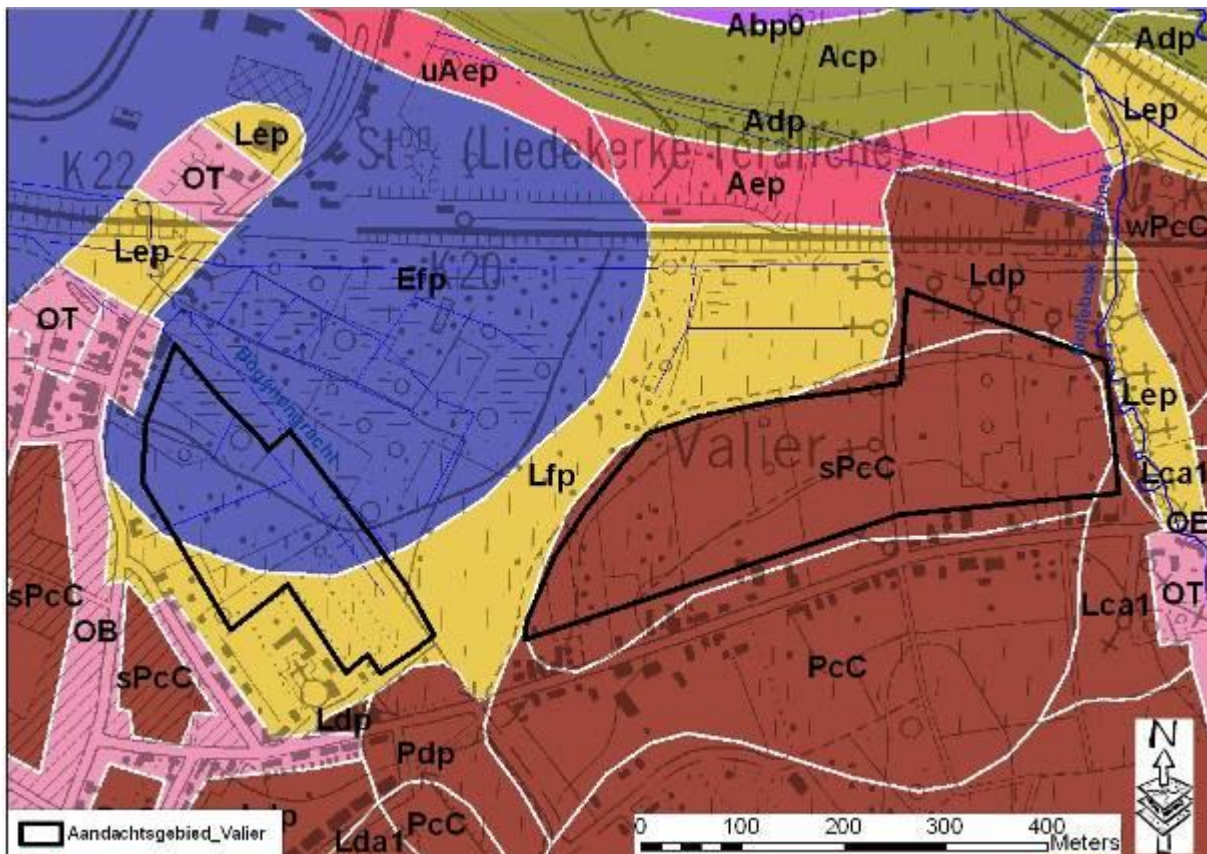 Abp0
Acp
Adp
uAep
Lep
Adp
Lep
K 22
OT
St (Liedekerke-Teralfene)
Aep
wPcC
Lep
K 20
Efp
Ldp
OT
Lep
Valier
sPcC
Lfp
Lca1
OE
sPcC
OB
OT
Lca1
PcC
sPcC
Ldp
Pdp
PcC
Lda1
Aandachtsgebied_Valier
0 100 200 300 400
Meters
N